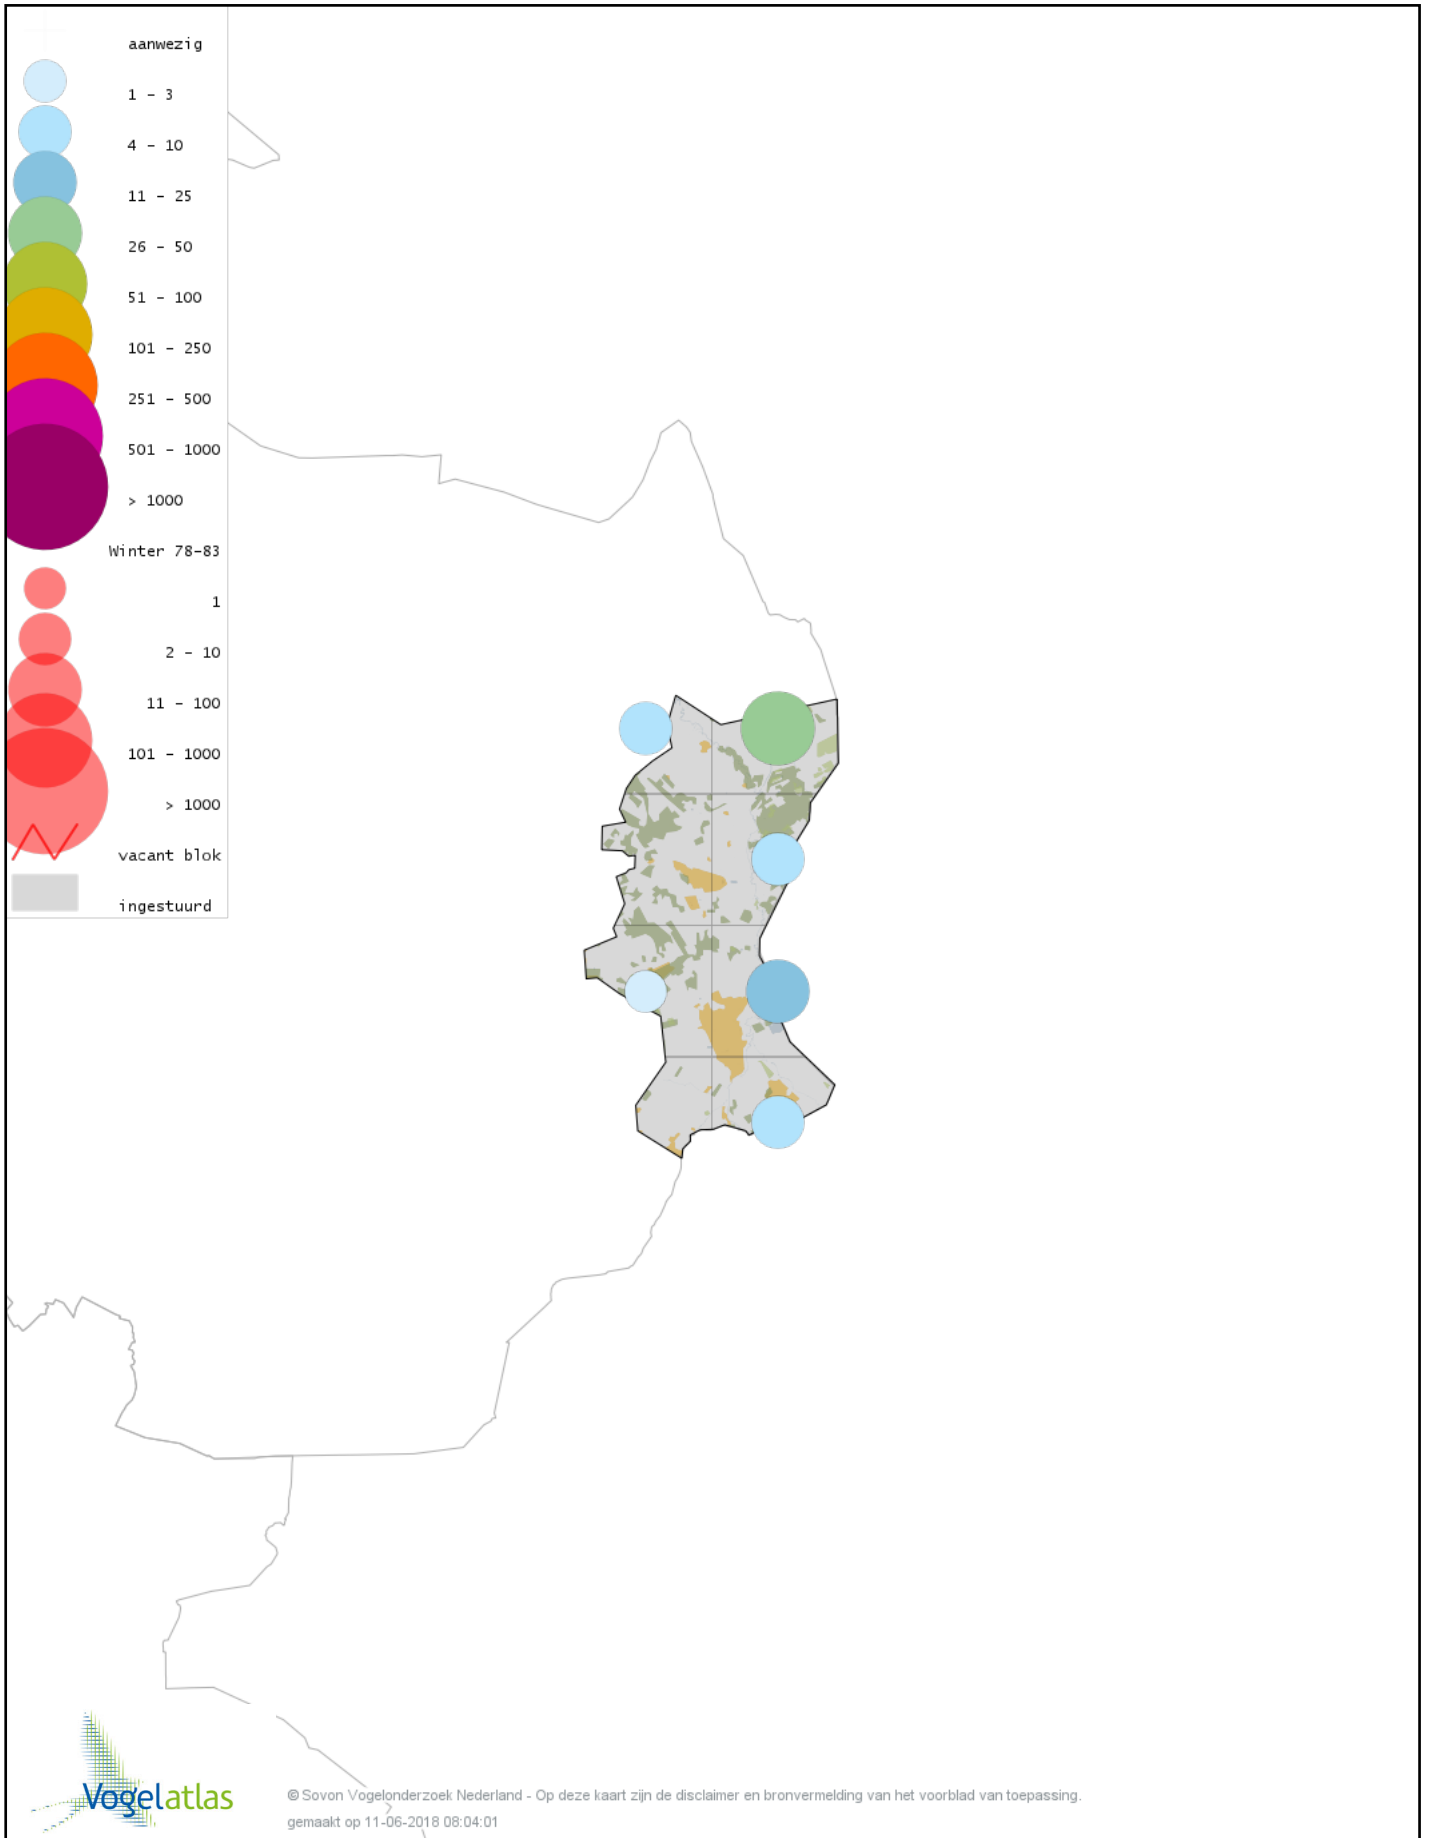 aanwezig
1 - 3
4 - 10
11 - 25
26 - 50
51 - 100
101 - 250
251 - 500
501 - 1000
> 1000
Winter 78-83
1
2 - 10
11 - 100
101 - 1000
> 1000
vacant blok
ingestuurd
Vogelatlas
© Sovon Vogelonderzoek Nederland - Op deze kaart zijn de disclaimer en bronvermelding van het voorblad van toepassing.
gemaakt op 11-06-2018 08:04:01